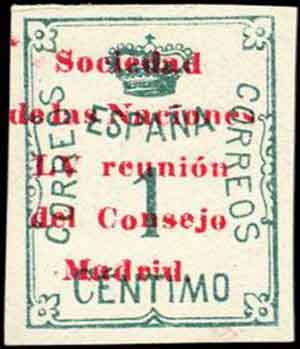 Sociedad
de las Naciones
LV reunión
del Consejo
Madrid.
ESPAÑA
CORREOS
CORREOS
1
CENTIMO